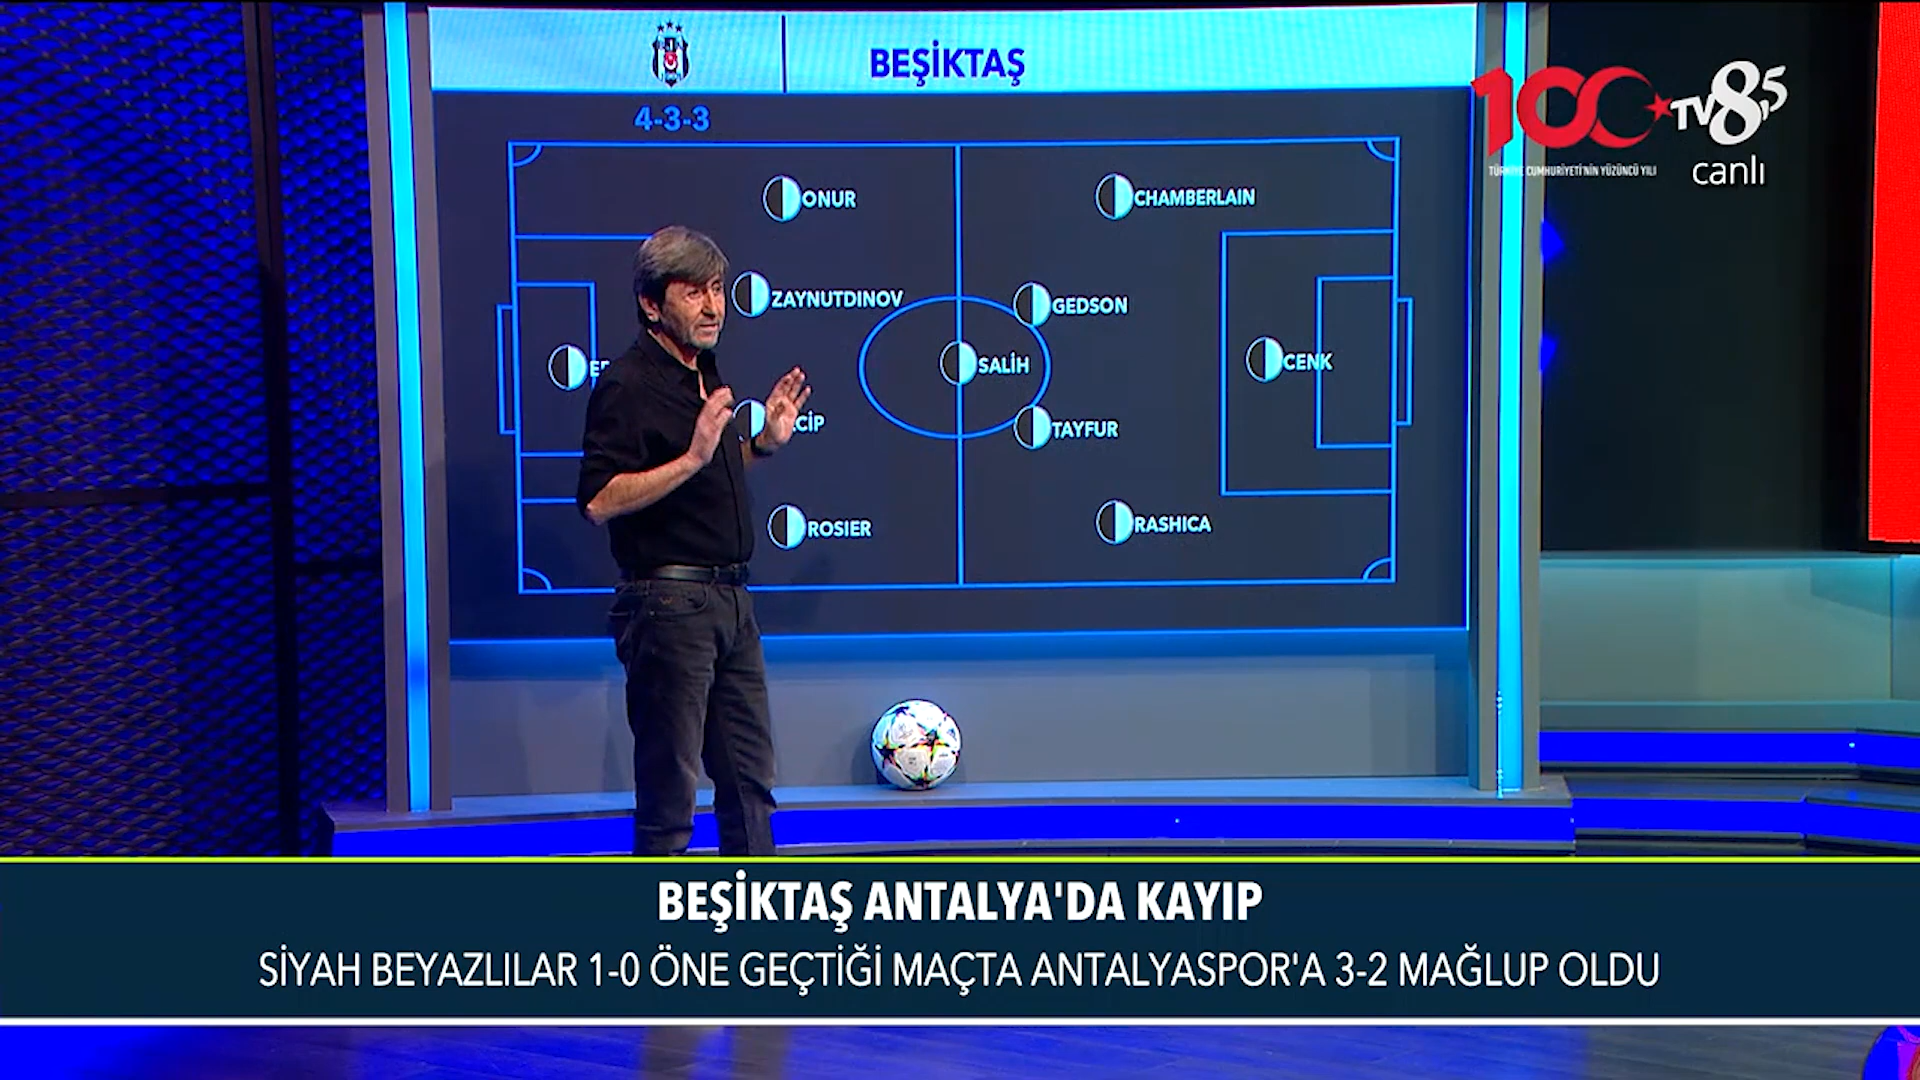 BEŞİKTAŞ
4-3-3
ONUR
CHAMBERLAIN
ZAYNUTDINOV
GEDSON
SALİH
CENK
TAYFUR
ROSIER
RASHICA
100
TÜRKİYE CUMHURİYETİ'NİN YÜZÜNCÜ YILI
TV8,5
canlı
BEŞİKTAŞ ANTALYA'DA KAYIP
SİYAH BEYAZLILAR 1-0 ÖNE GEÇTİĞİ MAÇTA ANTALYASPOR'A 3-2 MAĞLUP OLDU